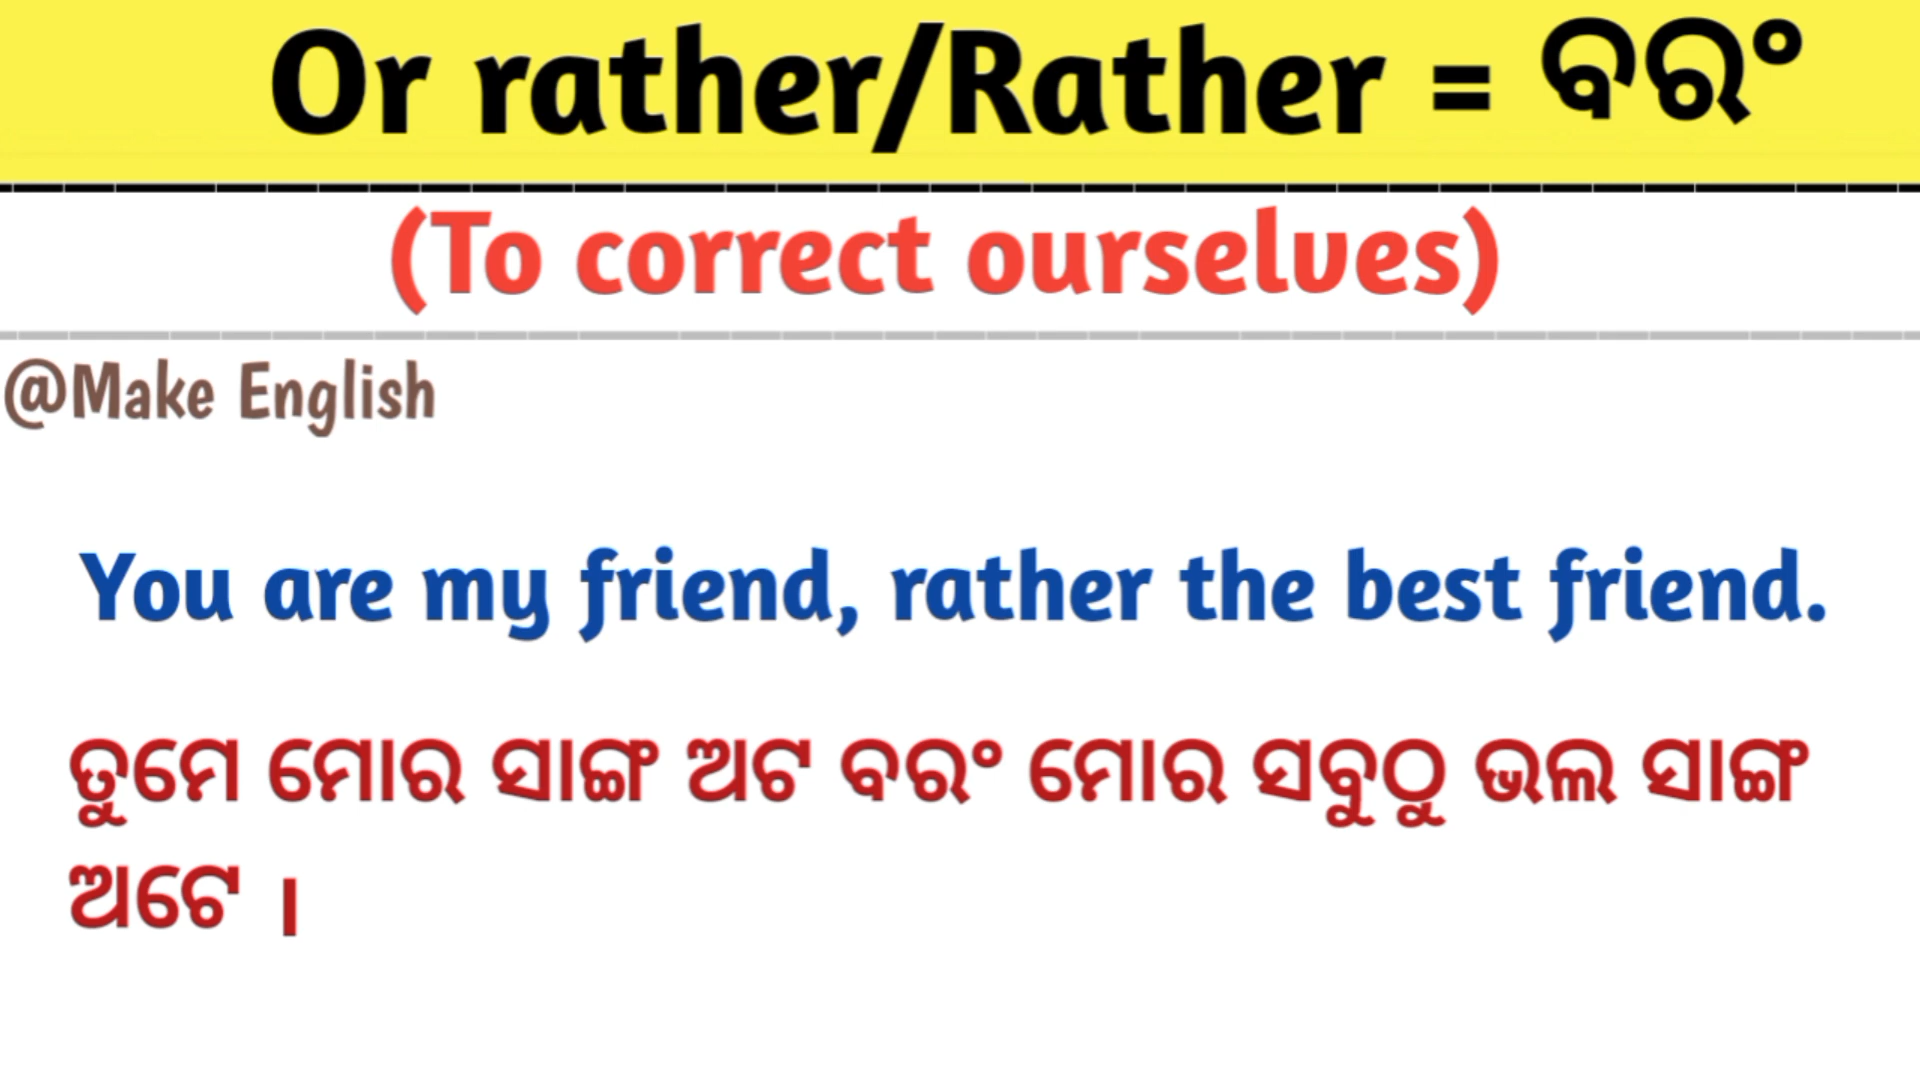 Or rather/Rather = ବରଂ
(To correct ourselves)
@Make English
You are my friend, rather the best friend.
ତୁମେ ମୋର ସାଙ୍ଗ ଅଟ ବରଂ ମୋର ସବୁଠୁ ଭଲ ସାଙ୍ଗ
ଅଟେ ।